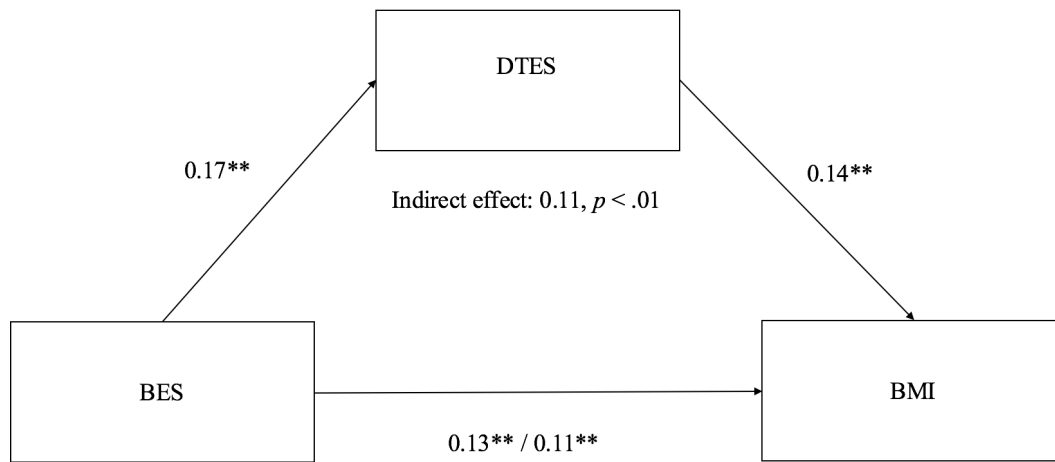 DTES
0.17**
0.14**
Indirect effect: 0.11, p < .01
BES
BMI
0.13** / 0.11**